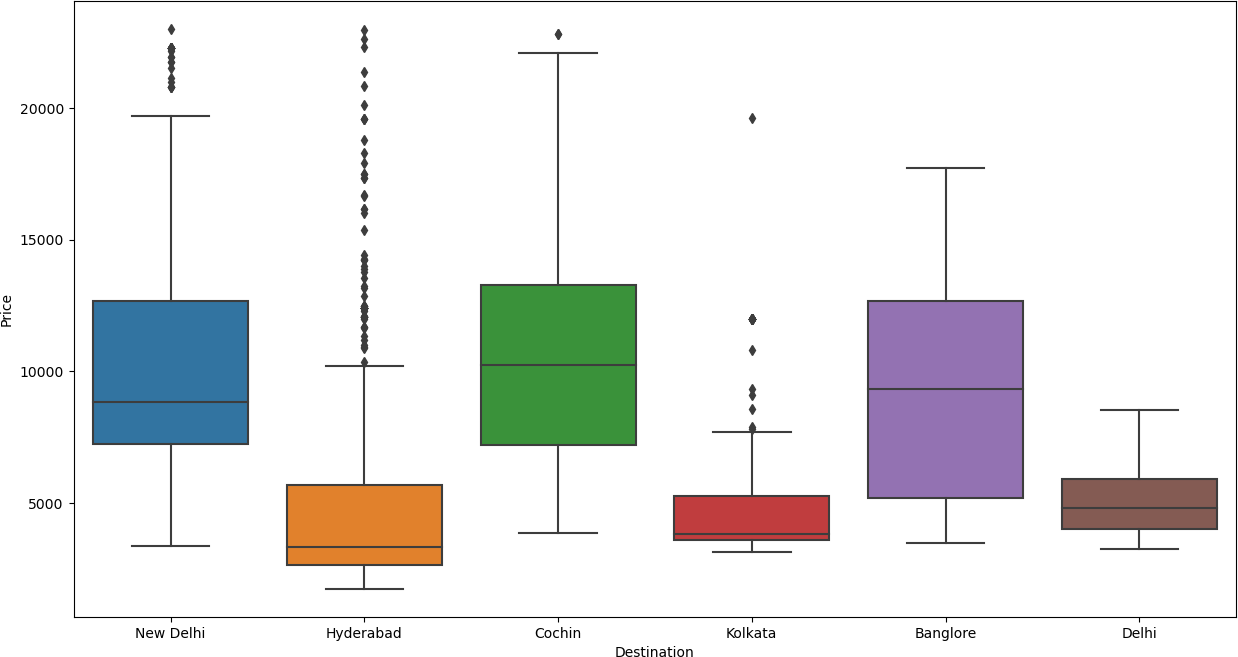 Price
20000
15000
10000
5000
New Delhi
Hyderabad
Cochin
Kolkata
Banglore
Delhi
Destination